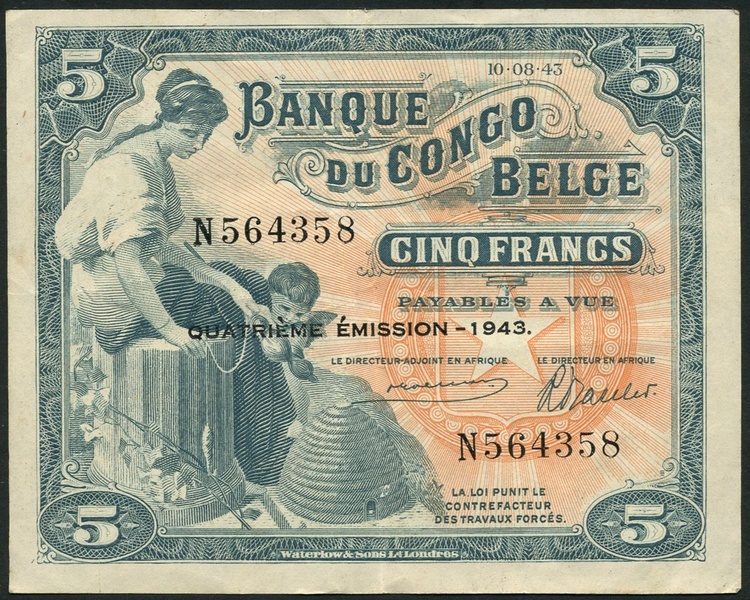 5
10·08·43
5
BANQUE
DU CONGO
BELGE
N564358
CINQ FRANCS
PAYABLES A VUE
QUATRIÈME ÉMISSION - 1943.
LE DIRECTEUR-ADJOINT EN AFRIQUE LE DIRECTEUR EN AFRIQUE
N564358
LA LOI PUNIT LE
CONTREFACTEUR
DES TRAVAUX FORCÉS.
5
5
Waterlow & Sons Ld Londres